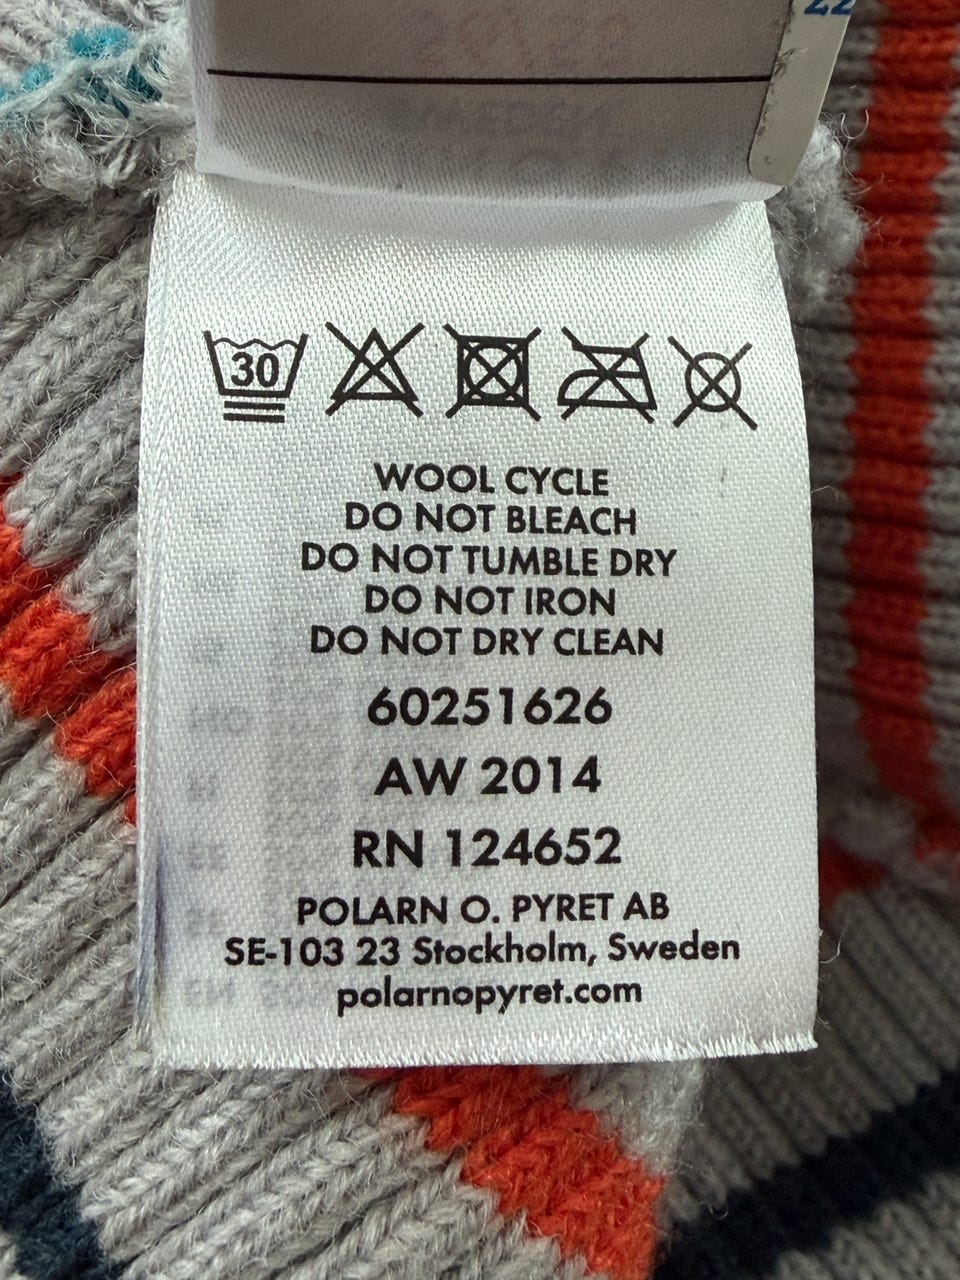 22
30
WOOL CYCLE
DO NOT BLEACH
DO NOT TUMBLE DRY
DO NOT IRON
DO NOT DRY CLEAN
60251626
AW 2014
RN 124652
POLARN O. PYRET AB
SE-103 23 Stockholm, Sweden
polarnopyret.com